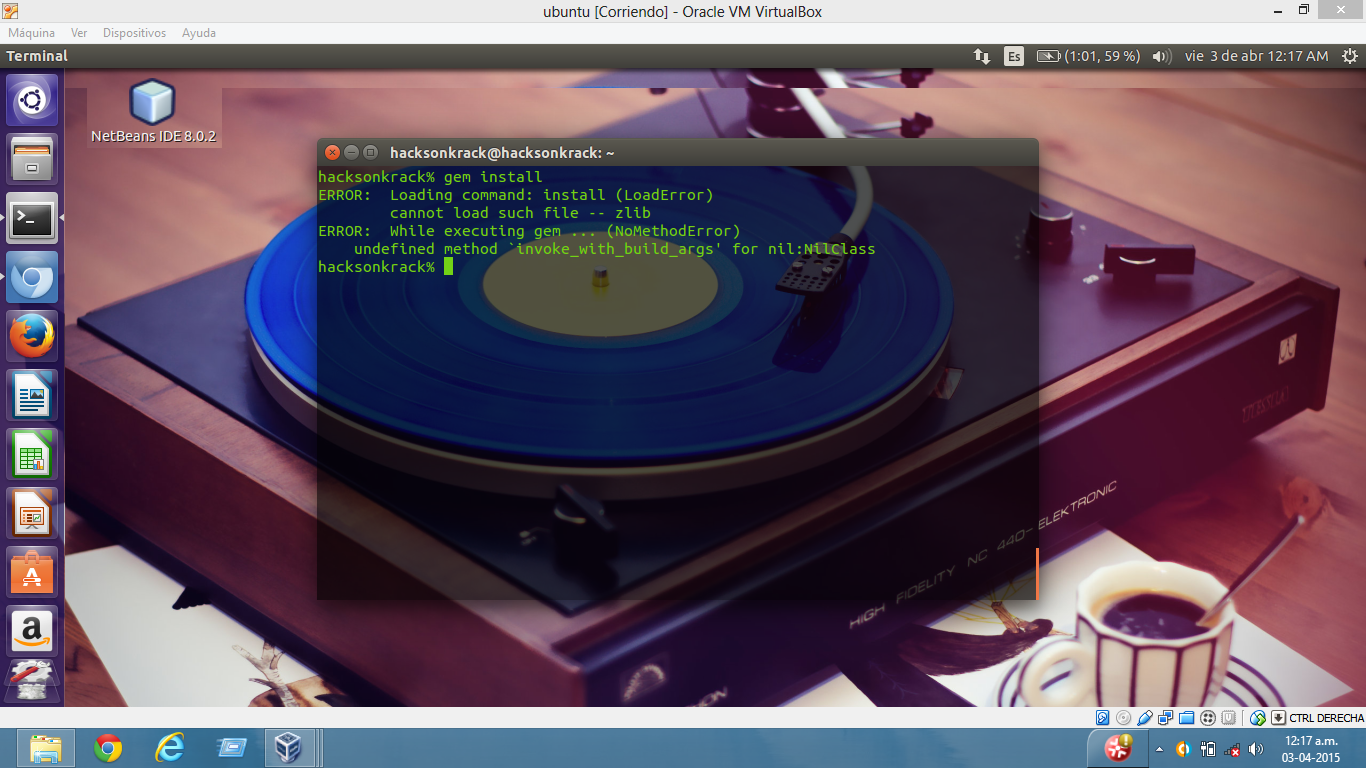 ubuntu [Corriendo] - Oracle VM VirtualBox
Máquina Ver Dispositivos Ayuda
Terminal
Es (1:01, 59 %) vie 3 de abr 12:17 AM
NetBeans IDE 8.0.2
hacksonkrack@hacksonkrack: ~
hacksonkrack% gem install
ERROR:  Loading command: install (LoadError)
        cannot load such file -- zlib
ERROR:  While executing gem ... (NoMethodError)
    undefined method `invoke_with_build_args' for nil:NilClass
hacksonkrack%
HIGH FIDELITY NC 440- ELEKTRONIC
CTRL DERECHA
12:17 a.m.
03-04-2015